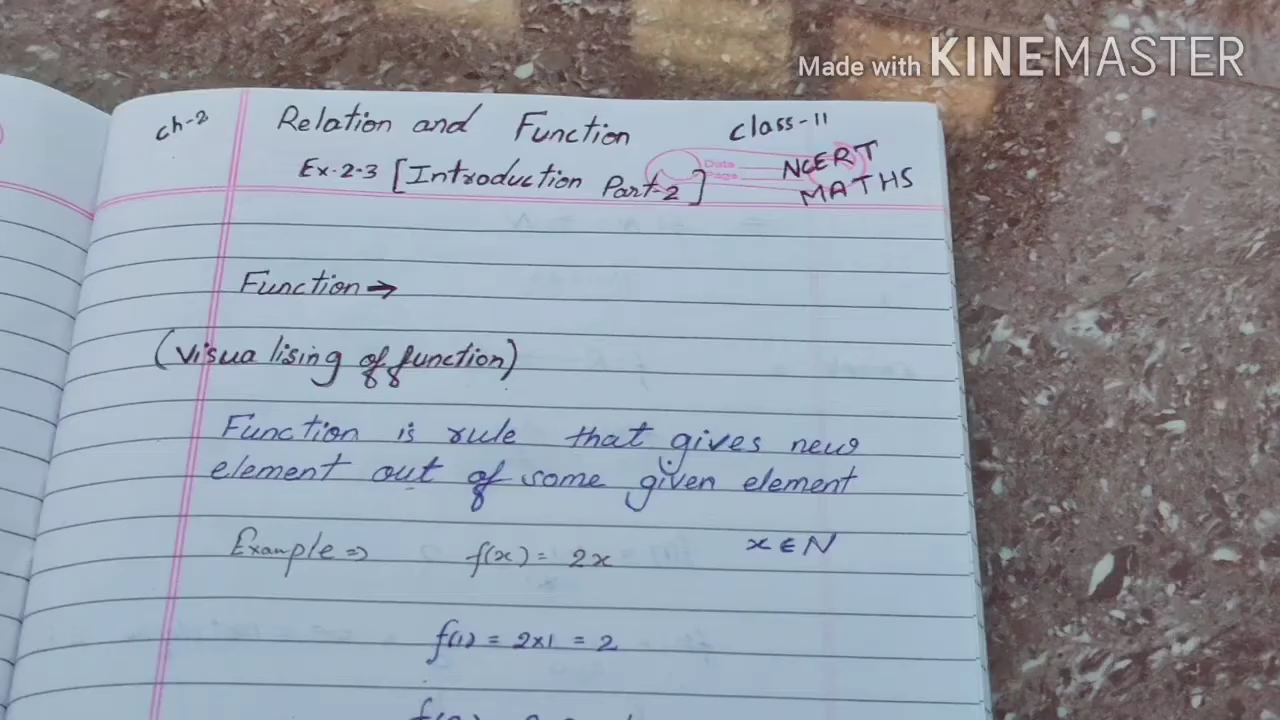 Made with KINEMASTER
Ch-2
Relation and Function
Class-11
Ex-2-3 [Introduction Part-2]
Date
Page
NCERT
MATHS
Function →
(Visualising of function)
Function is rule that gives new
element out of some given element
Example ⇒ f(x) = 2x x ∈ N
f(1) = 2×1 = 2